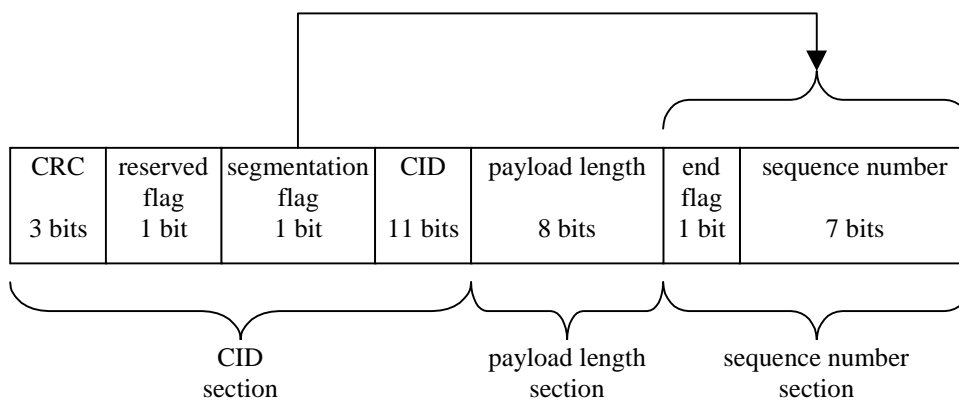 CRC
3 bits
reserved
flag
1 bit
segmentation
flag
1 bit
CID
11 bits
payload length
8 bits
end
flag
1 bit
sequence number
7 bits
CID
section
payload length
section
sequence number
section